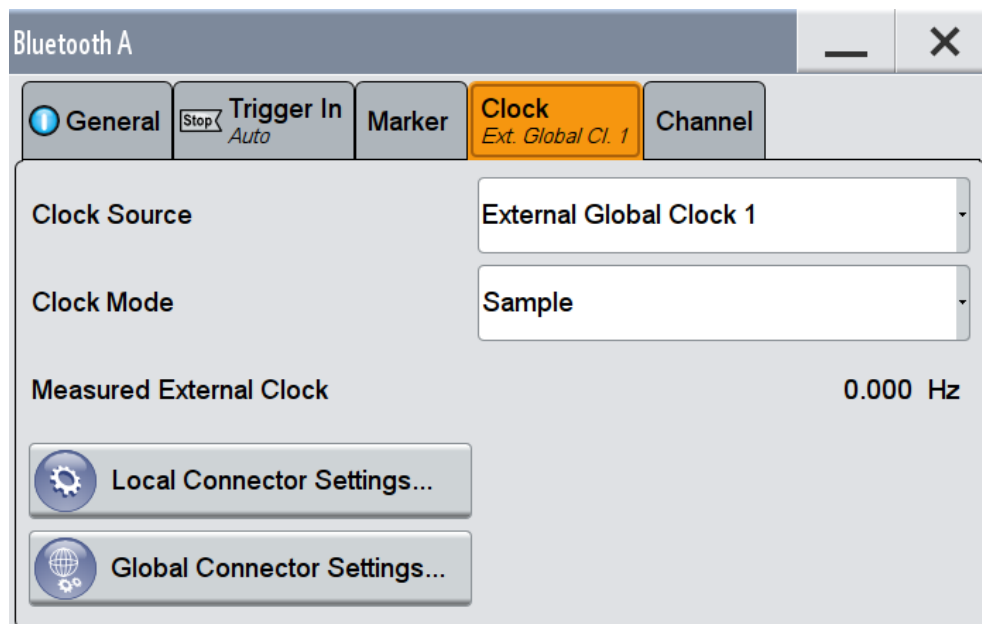 Bluetooth A
General
Stop
Trigger In
Auto
Marker
Clock
Ext. Global Cl. 1
Channel
Clock Source
External Global Clock 1
Clock Mode
Sample
Measured External Clock
0.000 Hz
Local Connector Settings...
Global Connector Settings...